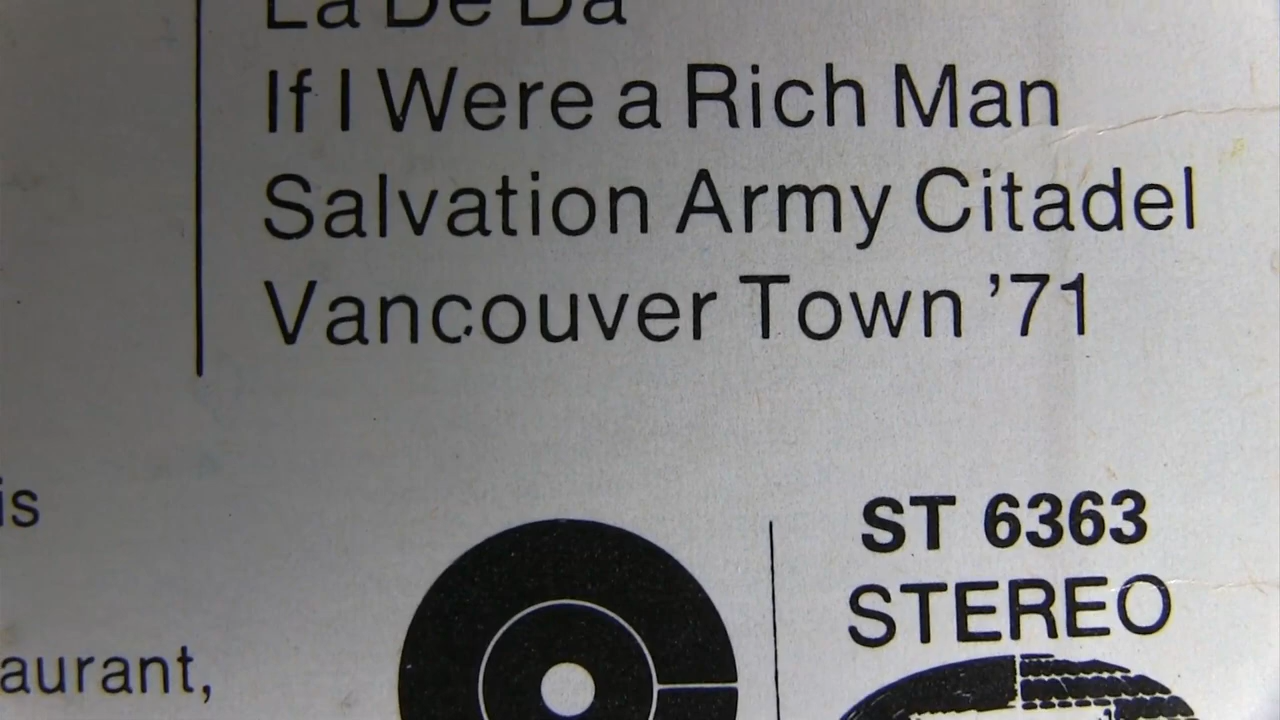 La De Da
If I Were a Rich Man
Salvation Army Citadel
Vancouver Town '71
is
ST 6363
STEREO
aurant,